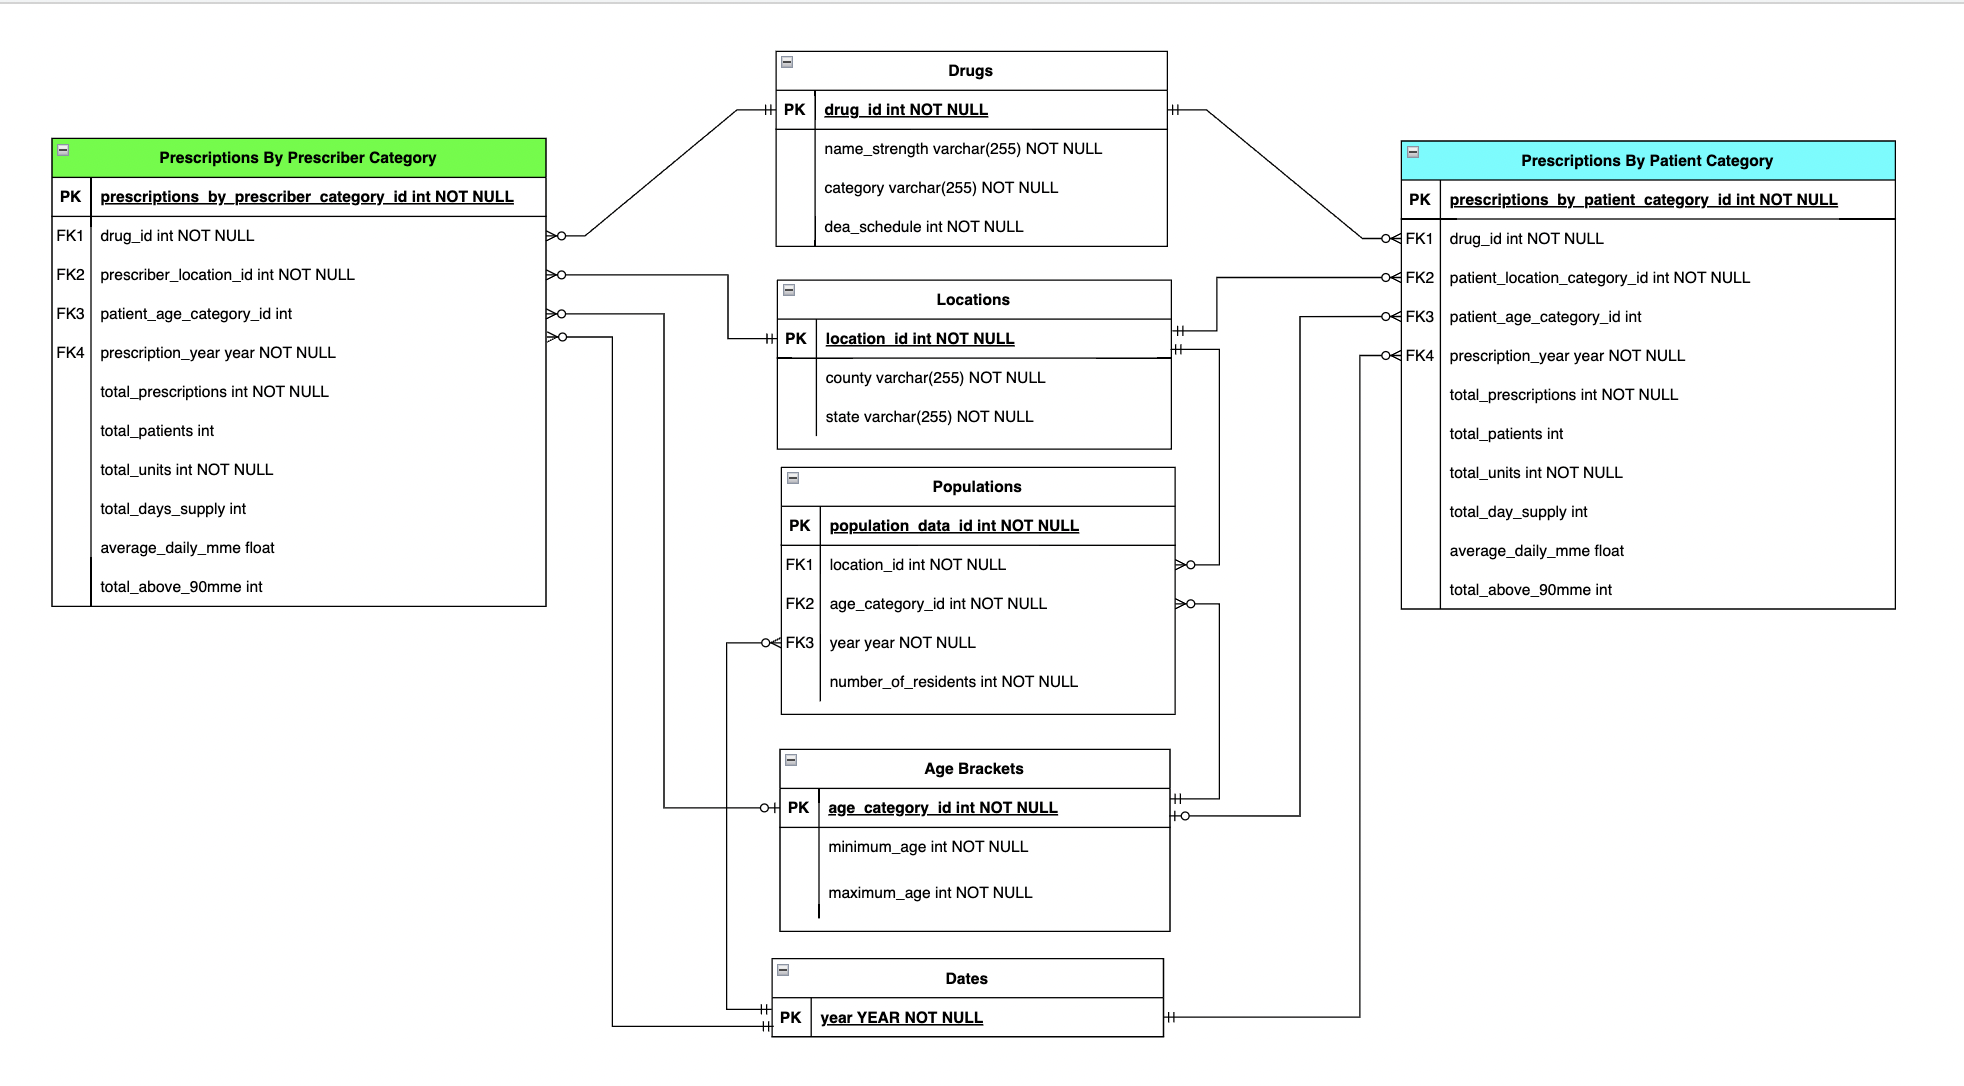 Prescriptions By Prescriber Category
PK prescriptions_by_prescriber_category_id int NOT NULL
FK1 drug_id int NOT NULL
FK2 prescriber_location_id int NOT NULL
FK3 patient_age_category_id int
FK4 prescription_year year NOT NULL
total_prescriptions int NOT NULL
total_patients int
total_units int NOT NULL
total_days_supply int
average_daily_mme float
total_above_90mme int
Drugs
PK drug_id int NOT NULL
name_strength varchar(255) NOT NULL
category varchar(255) NOT NULL
dea_schedule int NOT NULL
Locations
PK location_id int NOT NULL
county varchar(255) NOT NULL
state varchar(255) NOT NULL
Populations
PK population_data_id int NOT NULL
FK1 location_id int NOT NULL
FK2 age_category_id int NOT NULL
FK3 year year NOT NULL
number_of_residents int NOT NULL
Age Brackets
PK age_category_id int NOT NULL
minimum_age int NOT NULL
maximum_age int NOT NULL
Dates
PK year YEAR NOT NULL
Prescriptions By Patient Category
PK prescriptions_by_patient_category_id int NOT NULL
FK1 drug_id int NOT NULL
FK2 patient_location_category_id int NOT NULL
FK3 patient_age_category_id int
FK4 prescription_year year NOT NULL
total_prescriptions int NOT NULL
total_patients int
total_units int NOT NULL
total_day_supply int
average_daily_mme float
total_above_90mme int